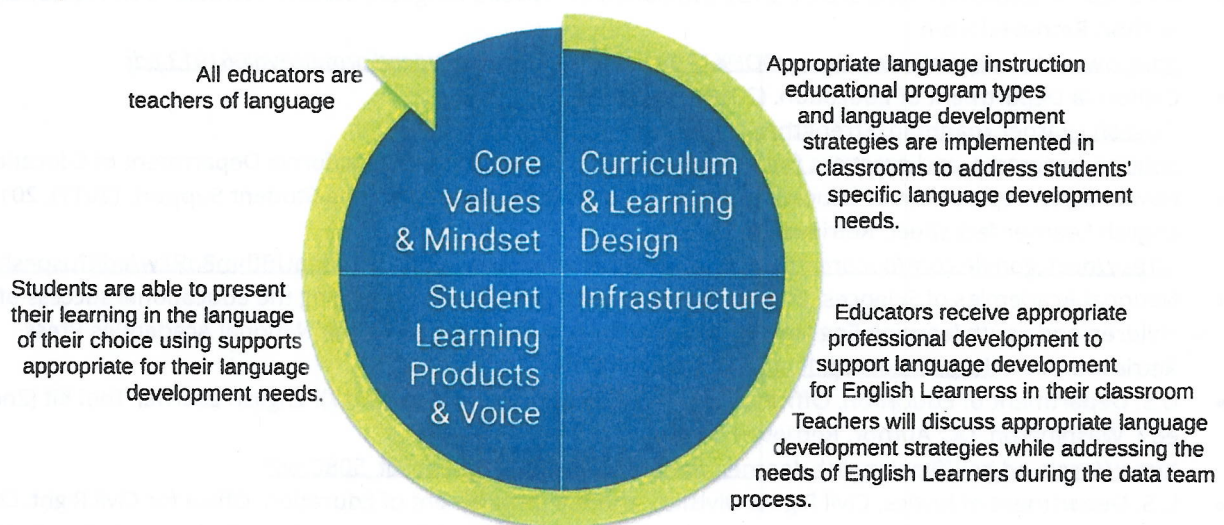 All educators are
teachers of language
Core
Values
& Mindset
Curriculum
& Learning
Design
Appropriate language instruction
educational program types
and language development
strategies are implemented in
classrooms to address students'
specific language development
needs.
Students are able to present
their learning in the language
of their choice using supports
appropriate for their language
development needs.
Student
Learning
Products
& Voice
Infrastructure
Educators receive appropriate
professional development to
support language development
for English Learnerss in their classroom
Teachers will discuss appropriate language
development strategies while addressing the
needs of English Learners during the data team
process.